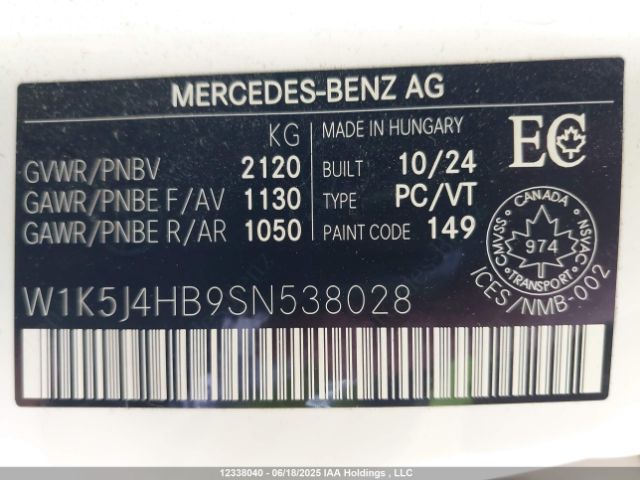 MERCEDES-BENZ AG
KG
GVWR/PNBV 2120
GAWR/PNBE F/AV 1130
GAWR/PNBE R/AR 1050
MADE IN HUNGARY
BUILT 10/24
TYPE PC/VT
PAINT CODE 149
EC
CANADA
CMVSS 974 NSVAC
TRANSPORT
ICES/NMB-002
W1K5J4HB9SN538028
12338040 - 06/18/2025 IAA Holdings , LLC